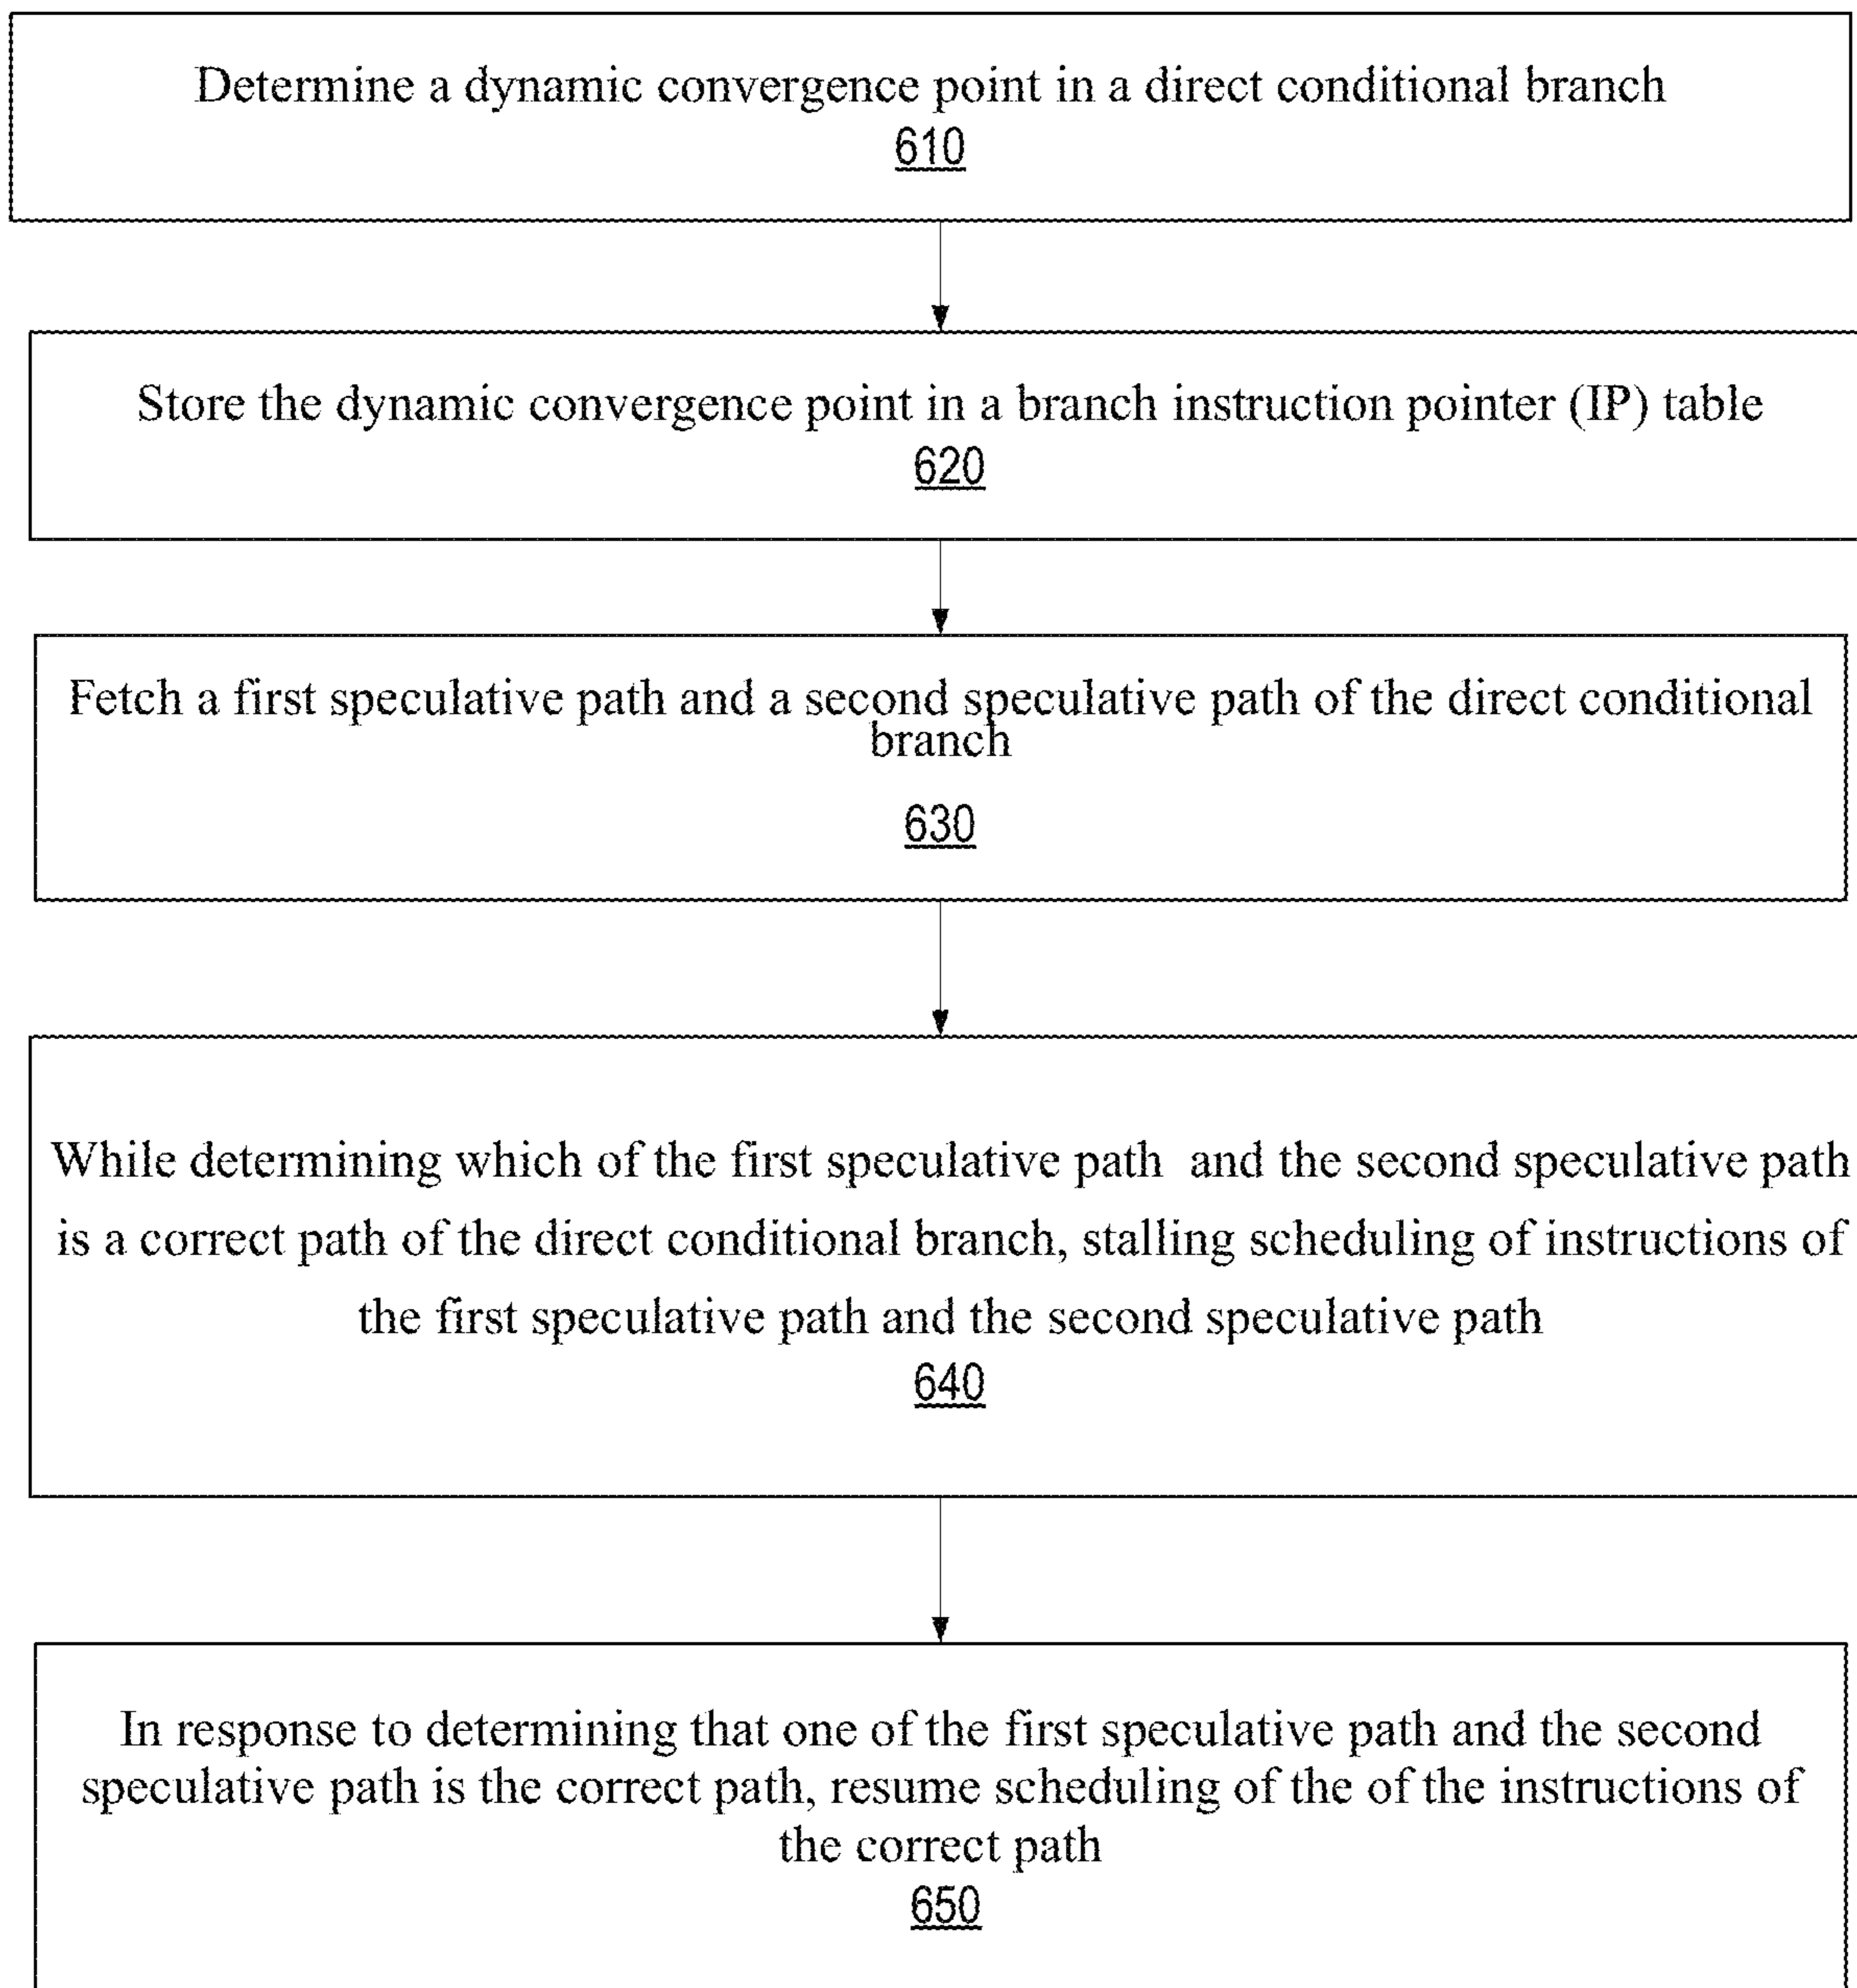 Determine a dynamic convergence point in a direct conditional branch
610
Store the dynamic convergence point in a branch instruction pointer (IP) table
620
Fetch a first speculative path and a second speculative path of the direct conditional
branch
630
While determining which of the first speculative path and the second speculative path
is a correct path of the direct conditional branch, stalling scheduling of instructions of
the first speculative path and the second speculative path
640
In response to determining that one of the first speculative path and the second
speculative path is the correct path, resume scheduling of the of the instructions of
the correct path
650